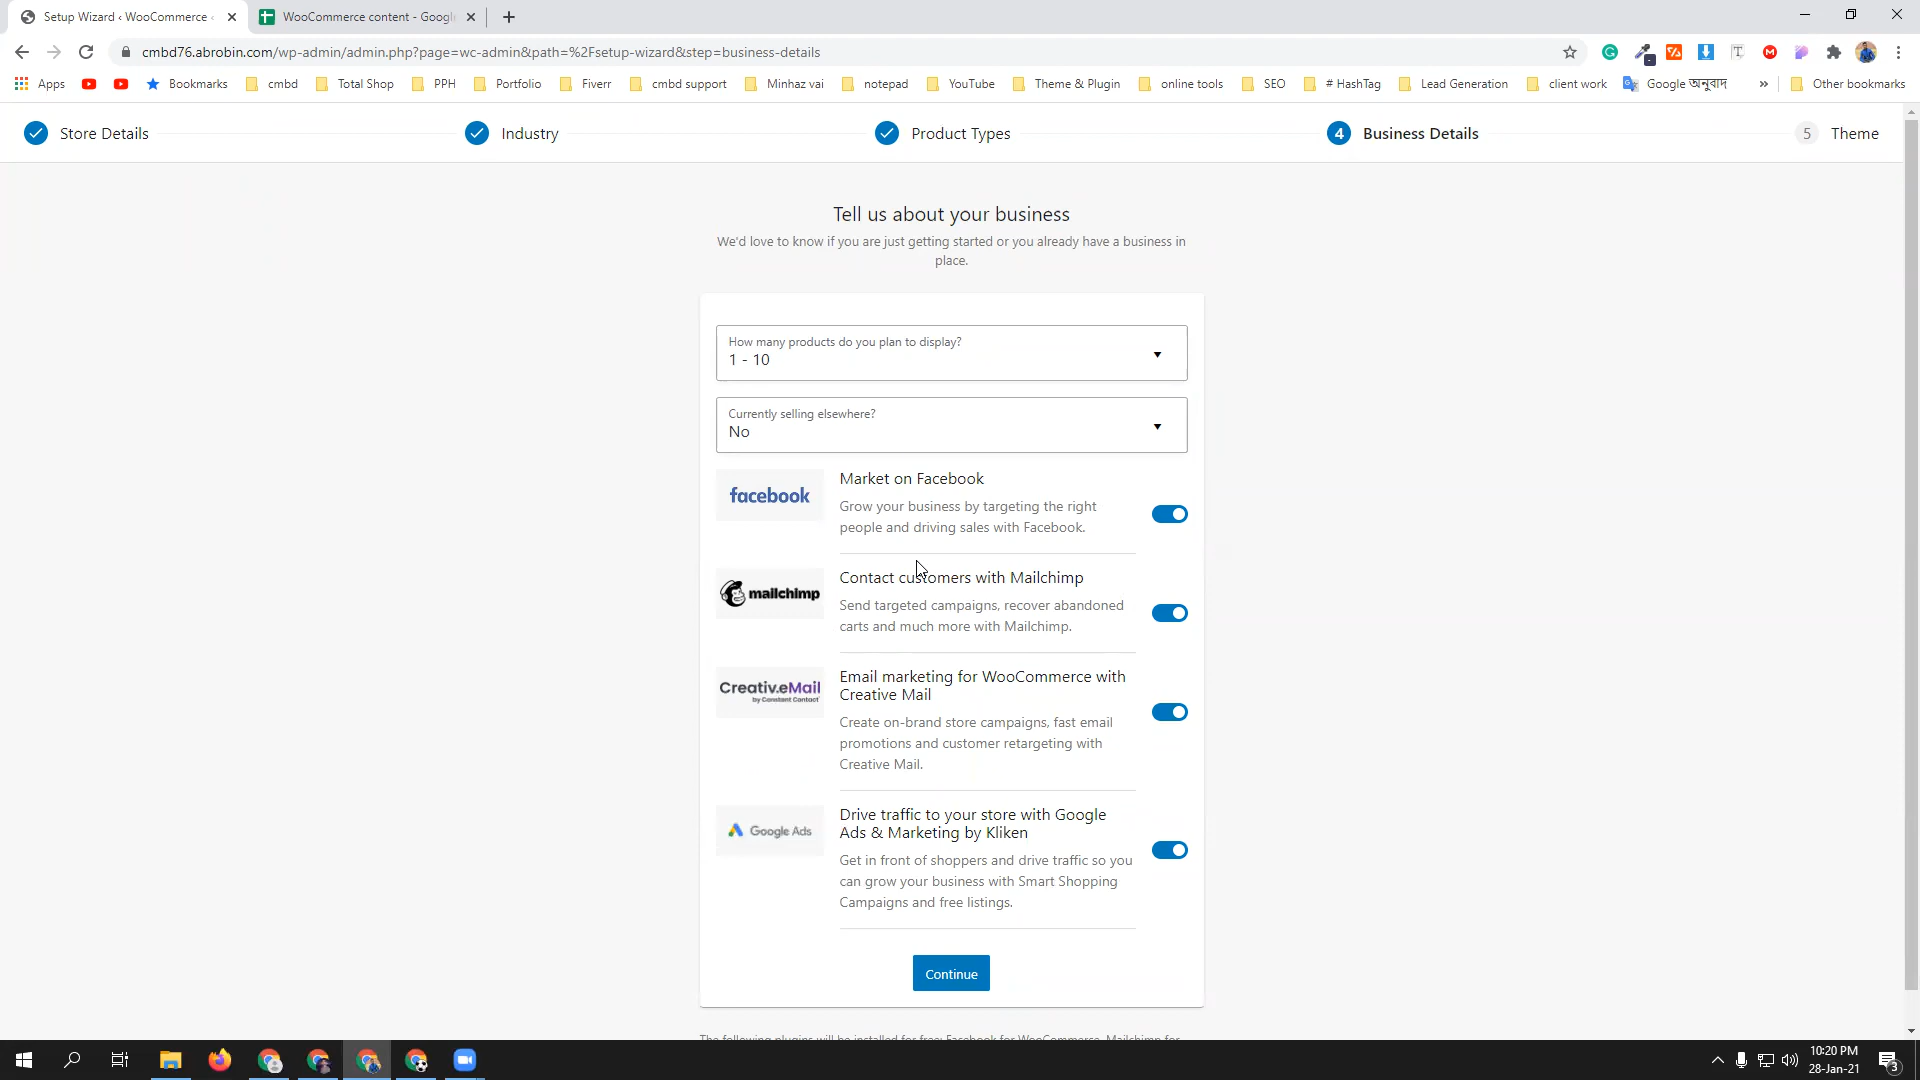 Setup Wizard ‹ WooCommerce ‹
WooCommerce content - Googl
cmbd76.abrobin.com/wp-admin/admin.php?page=wc-admin&path=%2Fsetup-wizard&step=business-details
Apps
Bookmarks
cmbd
Total Shop
PPH
Portfolio
Fiverr
cmbd support
Minhaz vai
notepad
YouTube
Theme & Plugin
online tools
SEO
# HashTag
Lead Generation
client work
Google অনুবাদ
»
Other bookmarks
Store Details
Industry
Product Types
4 Business Details
5 Theme
Tell us about your business
We'd love to know if you are just getting started or you already have a business in
place.
How many products do you plan to display?
1 - 10
Currently selling elsewhere?
No
facebook
Market on Facebook
Grow your business by targeting the right
people and driving sales with Facebook.
mailchimp
Contact customers with Mailchimp
Send targeted campaigns, recover abandoned
carts and much more with Mailchimp.
Creativ.eMail
by Constant Contact
Email marketing for WooCommerce with
Creative Mail
Create on-brand store campaigns, fast email
promotions and customer retargeting with
Creative Mail.
Google Ads
Drive traffic to your store with Google
Ads & Marketing by Kliken
Get in front of shoppers and drive traffic so you
can grow your business with Smart Shopping
Campaigns and free listings.
Continue
The following plugins will be installed for free: Facebook for WooCommerce, Mailchimp for
10:20 PM
28-Jan-21
3